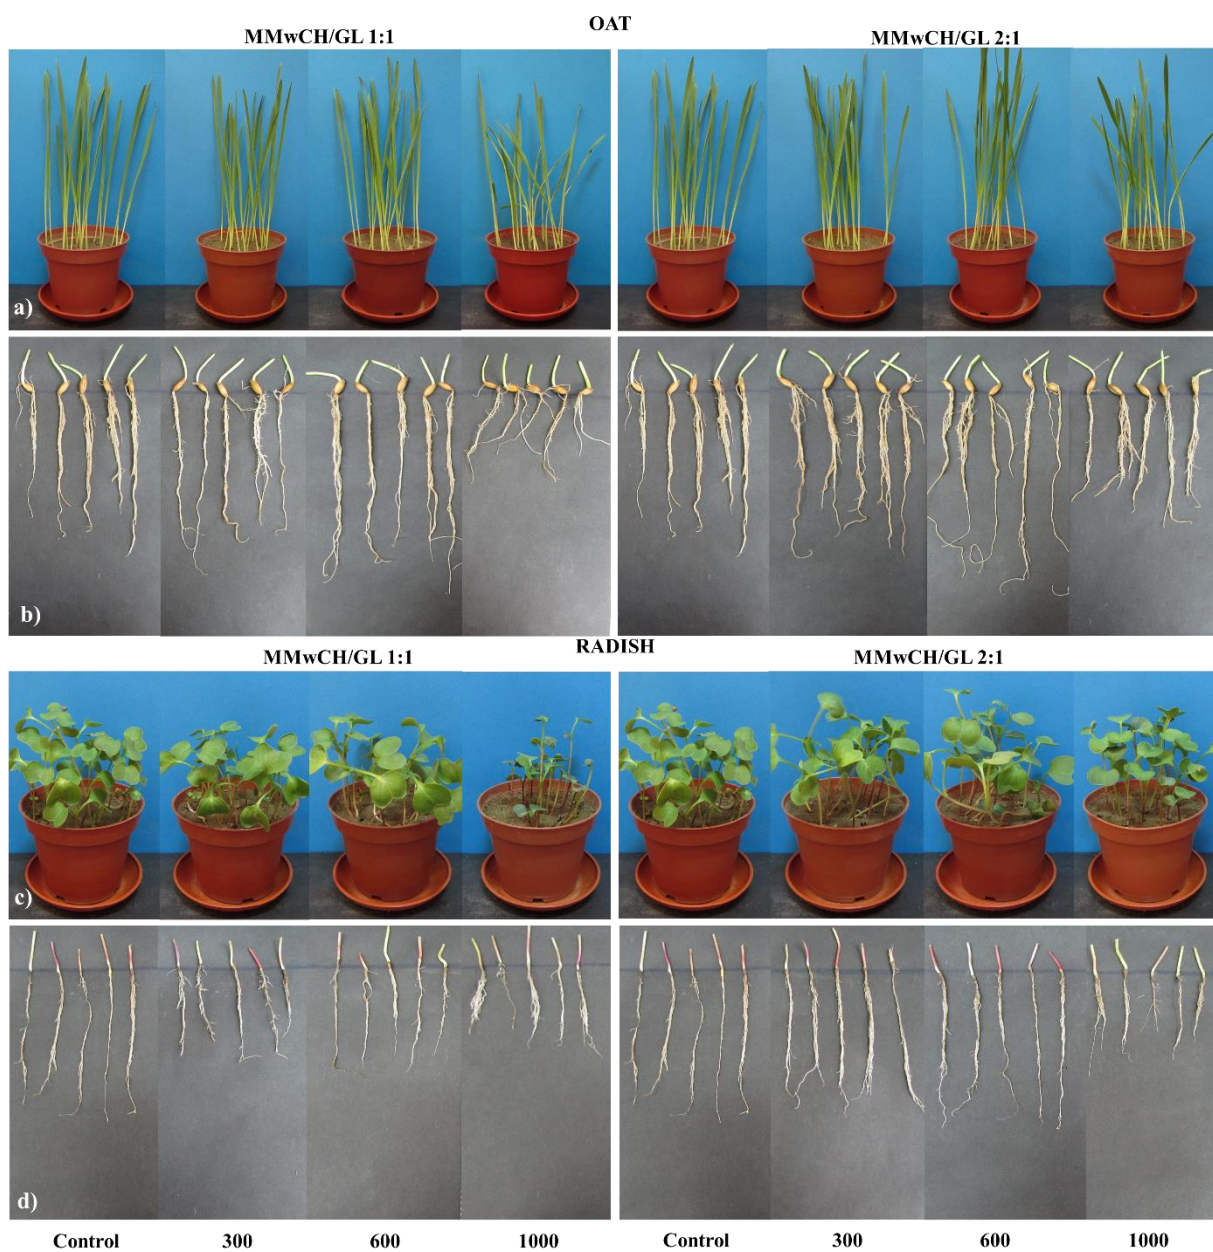 OAT
MMwCH/GL 1:1 MMwCH/GL 2:1
a)
b)
RADISH
MMwCH/GL 1:1 MMwCH/GL 2:1
c)
d)
Control 300 600 1000 Control 300 600 1000